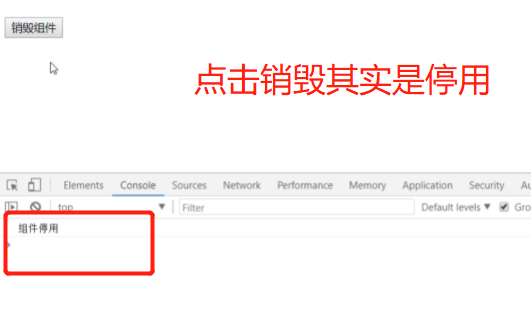 销毁组件
点击销毁其实是停用
Elements Console Sources Network Performance Memory Application Security Au
top Filter Default levels Gro
组件停用